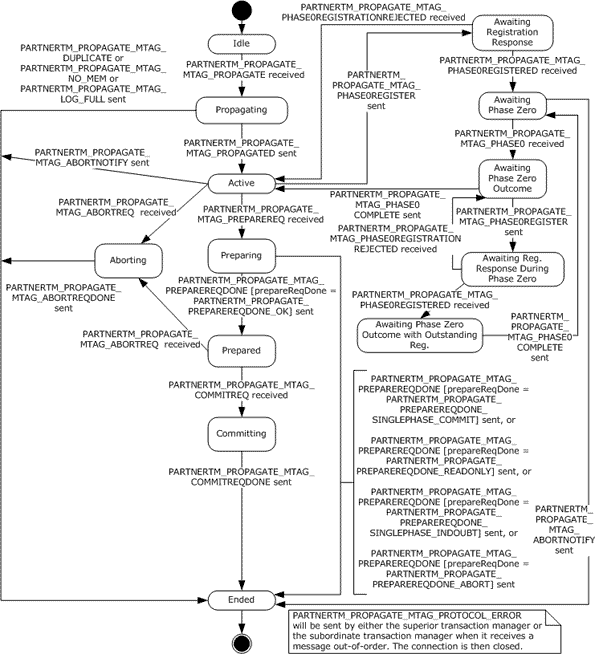 PARTNERTM_PROPAGATE_MTAG_
PHASE0REGISTRATIONREJECTED received
Awaiting
Registration
Response
Idle
PARTNERTM_PROPAGATE_MTAG_
DUPLICATE or
PARTNERTM_PROPAGATE_MTAG_
NO_MEM or
PARTNERTM_PROPAGATE_MTAG_
LOG_FULL sent
PARTNERTM_PROPAGATE_
MTAG_PROPAGATE received
PARTNERTM_
PROPAGATE_MTAG_
PHASE0REGISTER
sent
PARTNERTM_PROPAGATE_MTAG_
PHASE0REGISTERED received
Propagating
Awaiting
Phase Zero
PARTNERTM_PROPAGATE_
MTAG_PROPAGATED sent
PARTNERTM_PROPAGATE_
MTAG_PHASE0 received
PARTNERTM_PROPAGATE_
MTAG_ABORTNOTIFY sent
Active
Awaiting
Phase Zero
Outcome
PARTNERTM_PROPAGATE_
MTAG_ABORTREQ received
PARTNERTM_PROPAGATE_
MTAG_PREPAREREQ received
PARTNERTM_PROPAGATE_
MTAG_PHASE0
COMPLETE sent
PARTNERTM_PROPAGATE_
MTAG_PHASE0REGISTER
sent
PARTNERTM_PROPAGATE_
MTAG_PHASE0REGISTRATION
REJECTED received
Aborting
Preparing
Awaiting Reg.
Response During
Phase Zero
PARTNERTM_PROPAGATE_
MTAG_ABORTREQDONE
sent
PARTNERTM_PROPAGATE_MTAG_
PREPAREREQDONE [prepareReqDone =
PARTNERTM_PROPAGATE_
PREPAREREQDONE_OK] sent
PARTNERTM_PROPAGATE_MTAG_
PHASE0REGISTERED received
PARTNERTM_PROPAGATE_
MTAG_ABORTREQ received
Prepared
Awaiting Phase Zero
Outcome with Outstanding
Reg.
PARTNERTM_
PROPAGATE_
MTAG_PHASE0
COMPLETE
sent
PARTNERTM_PROPAGATE_MTAG_
COMMITREQ received
Committing
PARTNERTM_PROPAGATE_MTAG_
COMMITREQDONE sent
PARTNERTM_PROPAGATE_MTAG_
PREPAREREQDONE [prepareReqDone =
PARTNERTM_PROPAGATE_
PREPAREREQDONE_
SINGLEPHASE_COMMIT] sent, or
PARTNERTM_PROPAGATE_MTAG_
PREPAREREQDONE [prepareReqDone =
PARTNERTM_PROPAGATE_
PREPAREREQDONE_READONLY] sent, or
PARTNERTM_PROPAGATE_MTAG_
PREPAREREQDONE [prepareReqDone =
PARTNERTM_PROPAGATE_
PREPAREREQDONE_
SINGLEPHASE_INDOUBT] sent, or
PARTNERTM_PROPAGATE_MTAG_
PREPAREREQDONE [prepareReqDone =
PARTNERTM_PROPAGATE_
PREPAREREQDONE_ABORT] sent
PARTNERTM_
PROPAGATE_
MTAG_
ABORTNOTIFY
sent
Ended
PARTNERTM_PROPAGATE_MTAG_PROTOCOL_ERROR
will be sent by either the superior transaction manager or
the subordinate transaction manager when it receives a
message out-of-order. The connection is then closed.